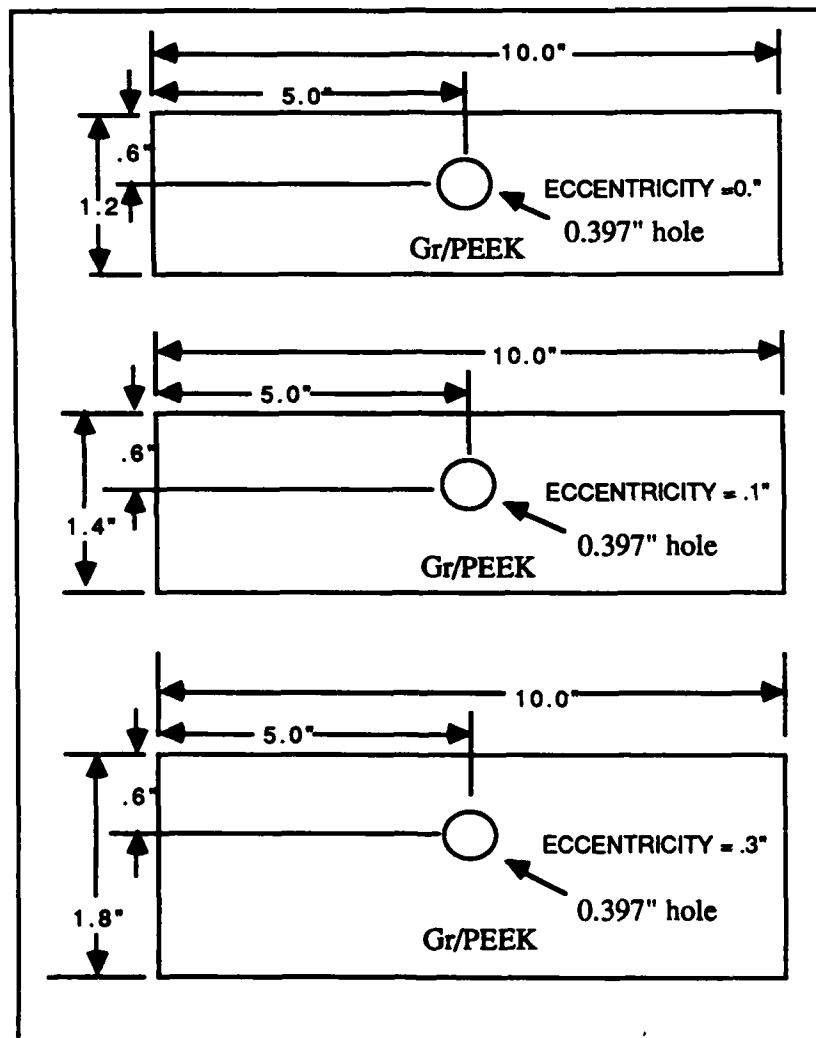 10.0"
5.0"
.6"
1.2
ECCENTRICITY =0."
0.397" hole
Gr/PEEK
10.0"
5.0"
.6"
1.4"
ECCENTRICITY = .1"
0.397" hole
Gr/PEEK
10.0"
5.0"
.6"
1.8"
ECCENTRICITY = .3"
0.397" hole
Gr/PEEK